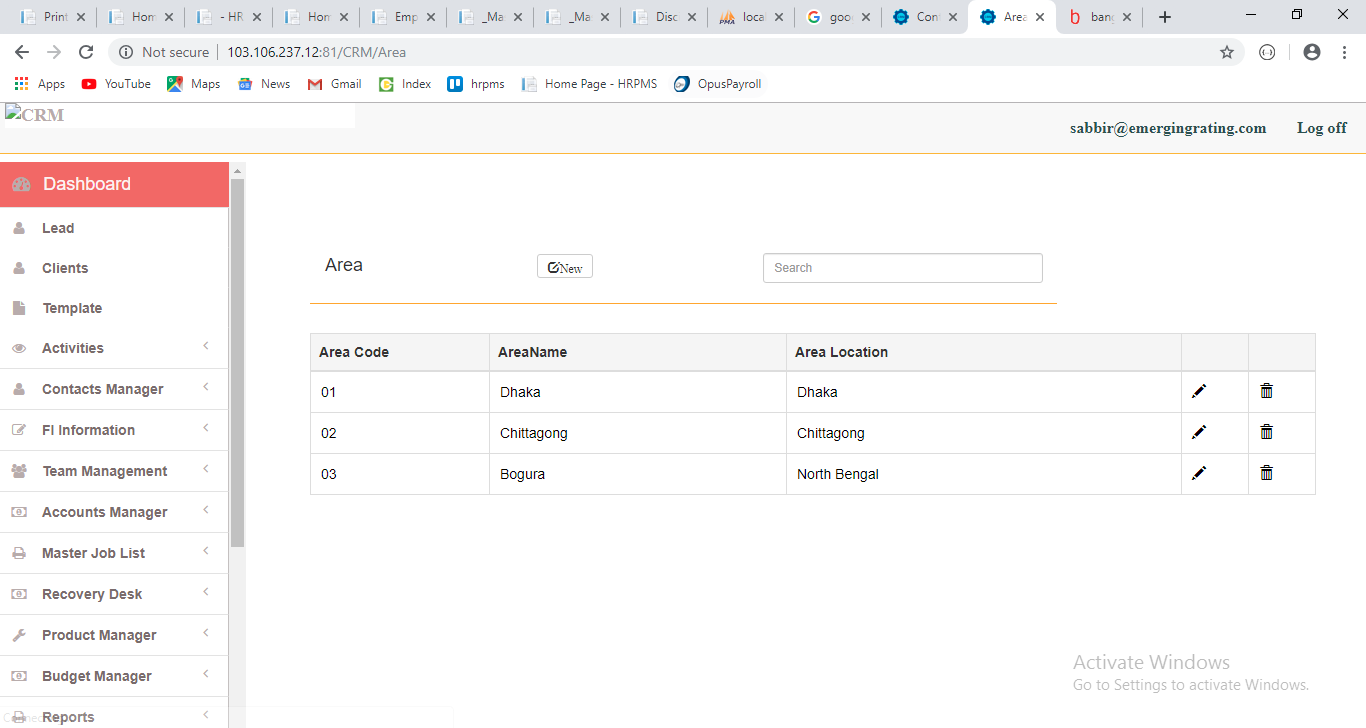 Print
Hom
- HR
Hom
Emp
_Ma
_Ma
Disc
loca
goo
Con
Area
bang
Not secure
103.106.237.12:81/CRM/Area
Apps
YouTube
Maps
News
Gmail
Index
hrpms
Home Page - HRPMS
OpusPayroll
CRM
sabbir@emergingrating.com
Log off
Dashboard
Lead
Clients
Template
Activities
Contacts Manager
FI Information
Team Management
Accounts Manager
Master Job List
Recovery Desk
Product Manager
Budget Manager
Reports
Area
New
Search
Area Code AreaName Area Location
01 Dhaka Dhaka
02 Chittagong Chittagong
03 Bogura North Bengal
Activate Windows
Go to Settings to activate Windows.